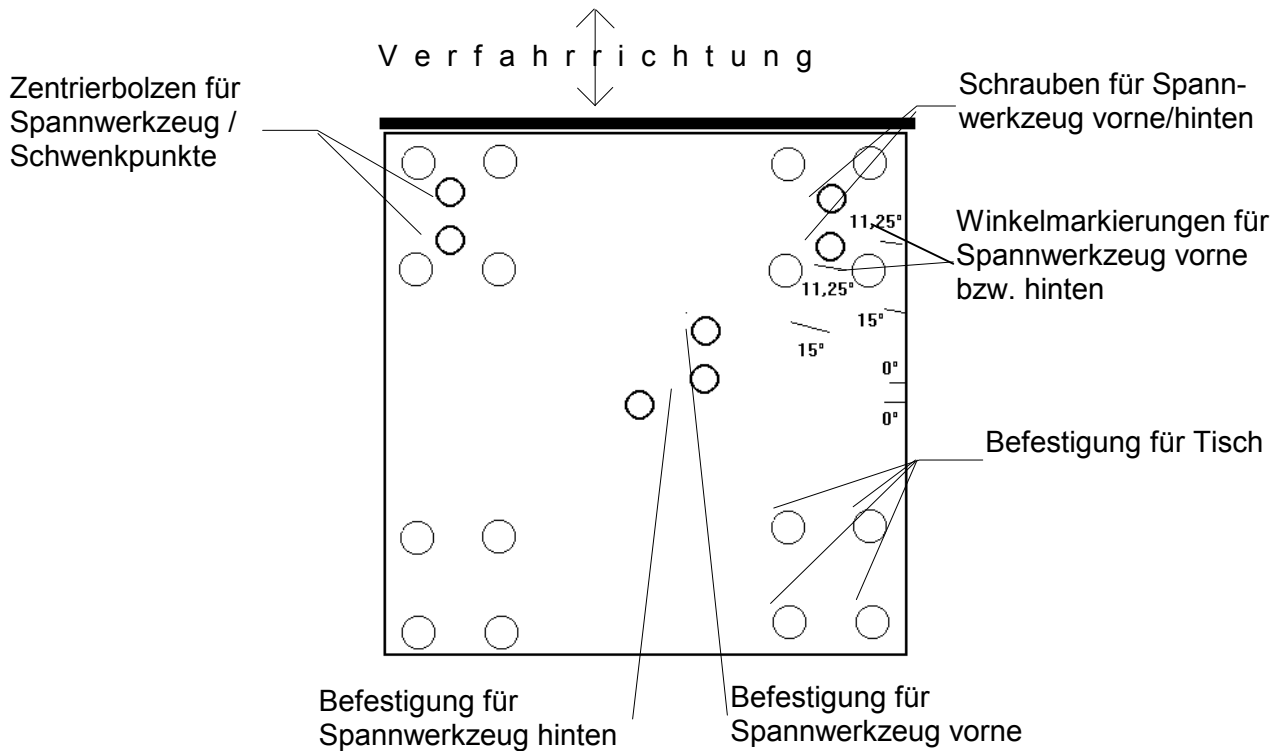 V e r f a h r r i c h t u n g
Zentrierbolzen für
Spannwerkzeug /
Schwenkpunkte
Schrauben für Spann-
werkzeug vorne/hinten
11,25°
Winkelmarkierungen für
Spannwerkzeug vorne
bzw. hinten
11,25°
15°
15°
0°
0°
Befestigung für Tisch
Befestigung für
Spannwerkzeug hinten
Befestigung für
Spannwerkzeug vorne